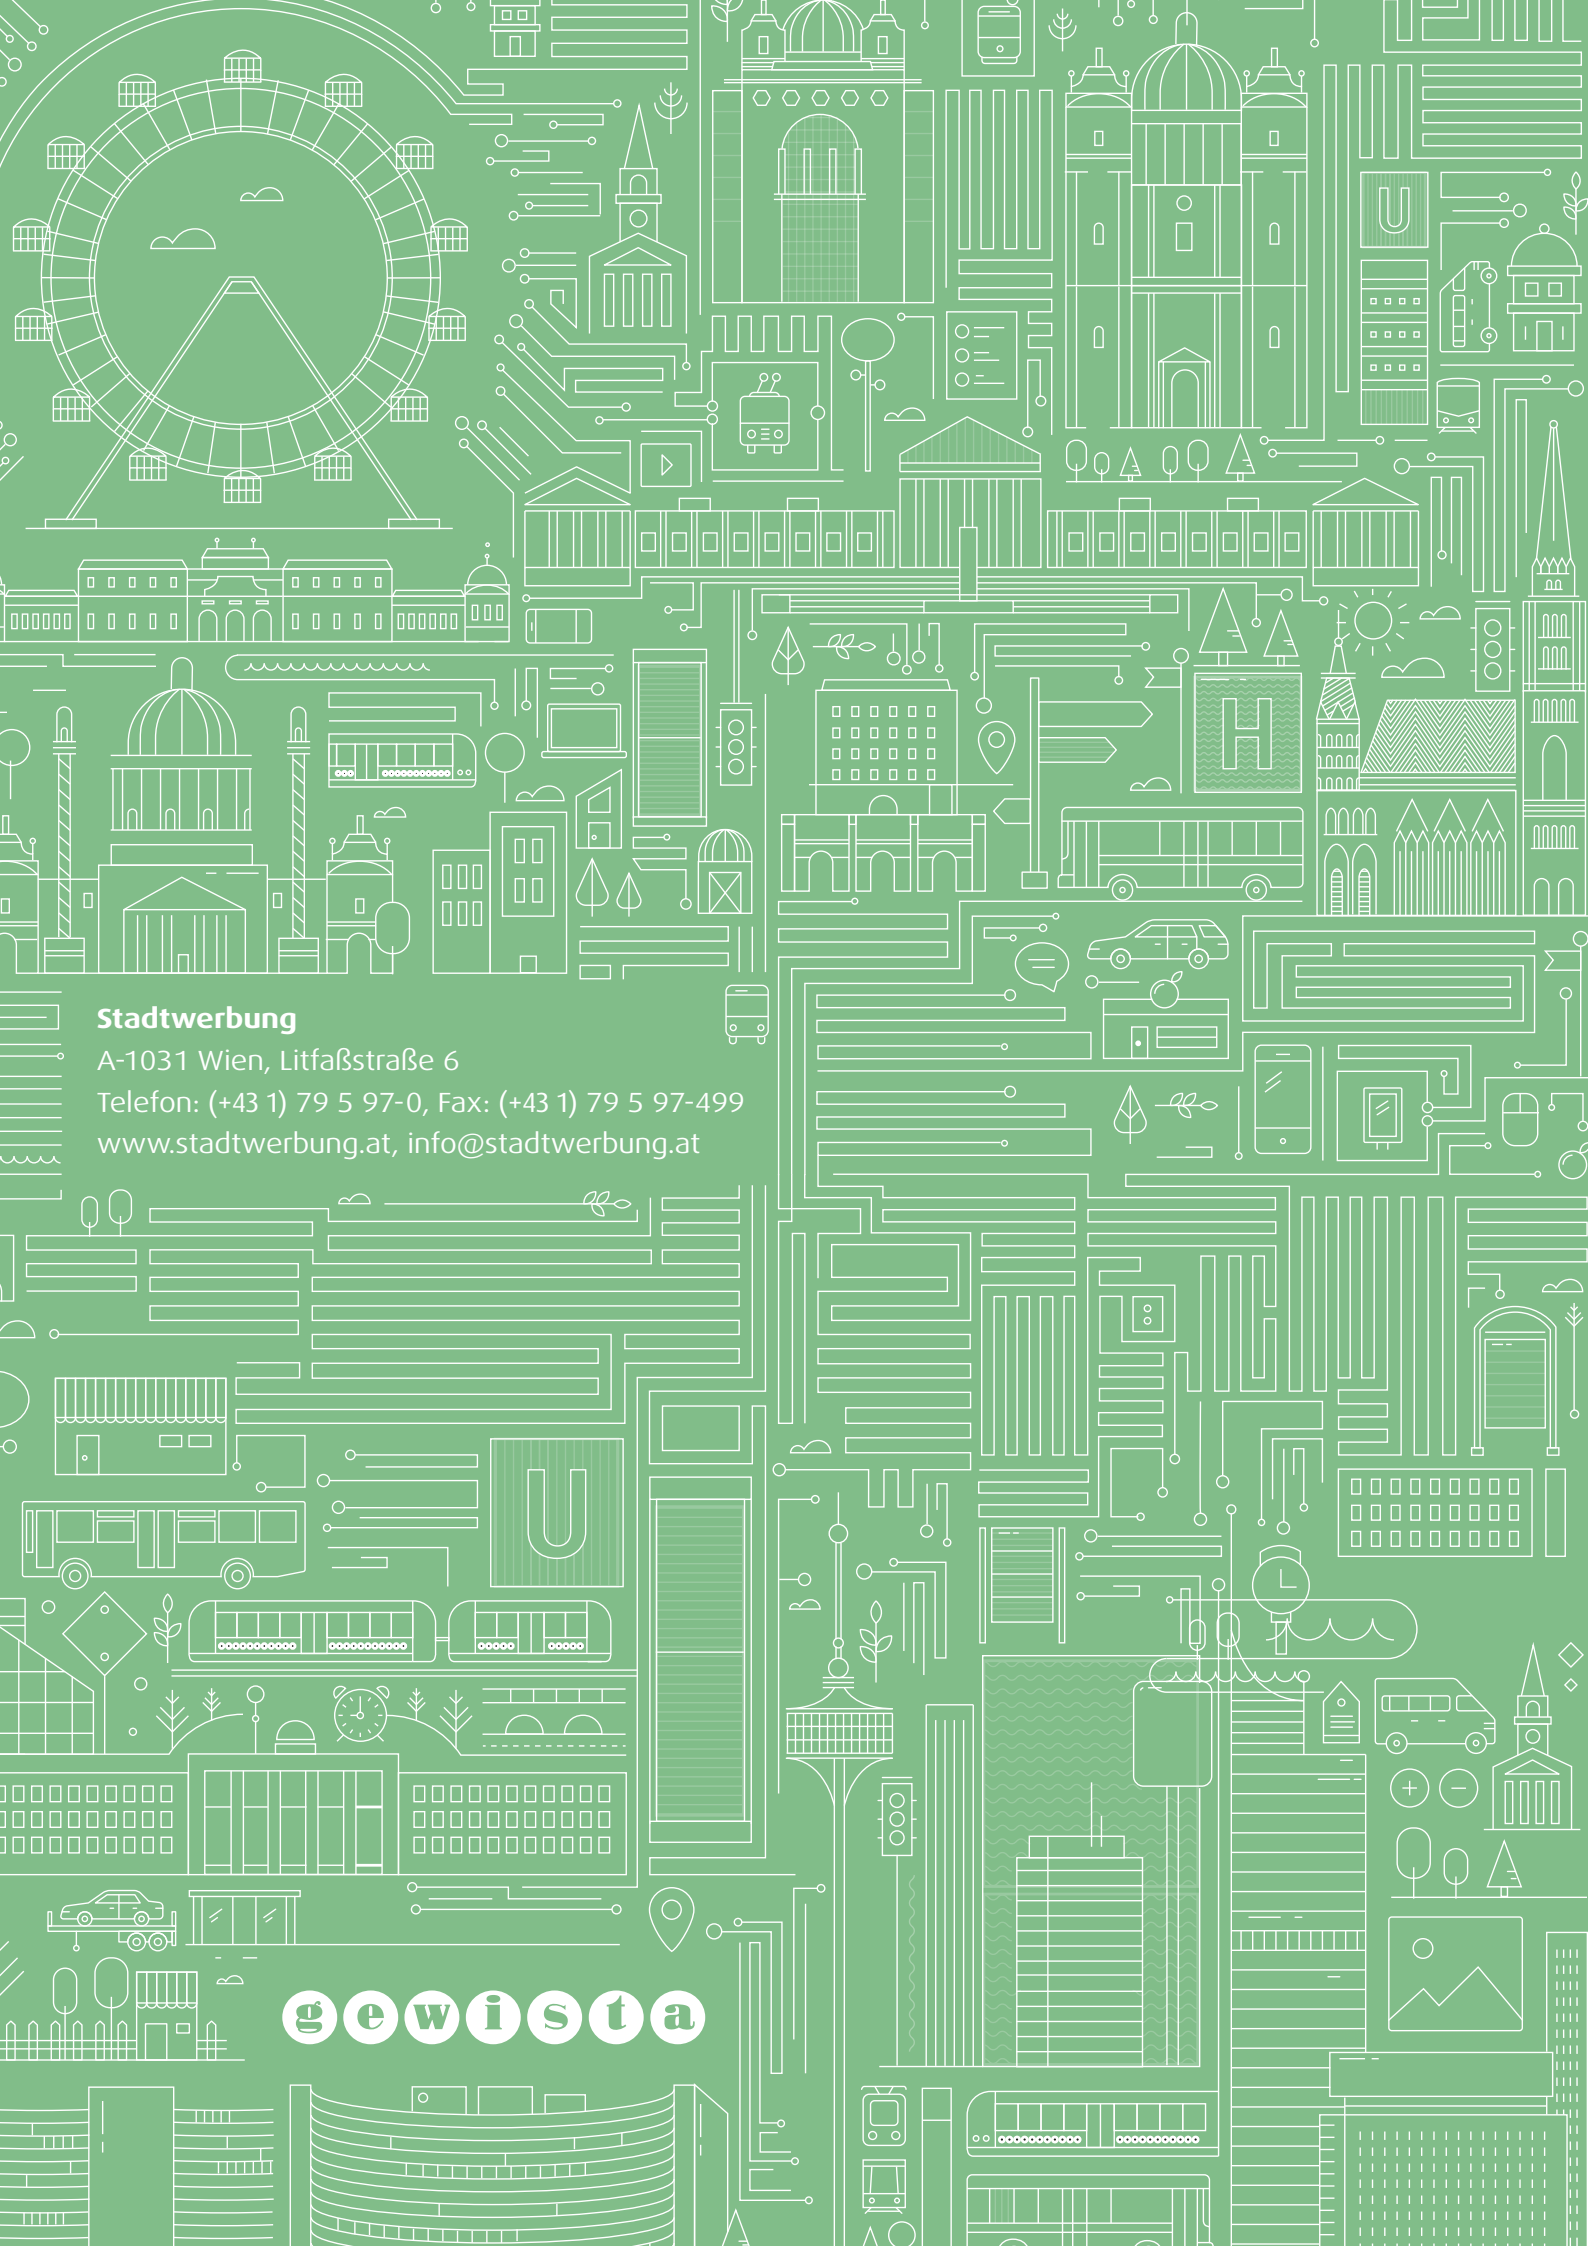 U
H
Stadtwerbung
A-1031 Wien, Litfaßstraße 6
Telefon: (+43 1) 79 5 97-0, Fax: (+43 1) 79 5 97-499
www.stadtwerbung.at, info@stadtwerbung.at
U
gewista